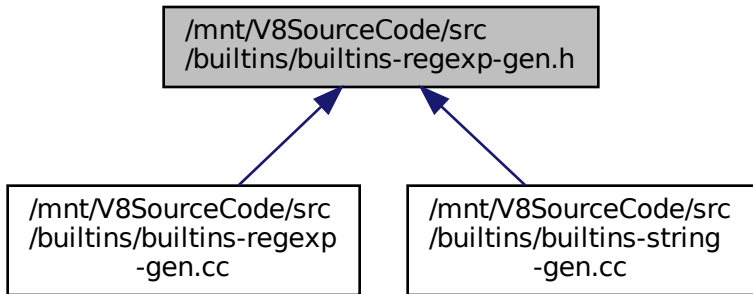 /mnt/V8SourceCode/src
/builtins/builtins-regexp-gen.h
/mnt/V8SourceCode/src
/builtins/builtins-regexp
-gen.cc
/mnt/V8SourceCode/src
/builtins/builtins-string
-gen.cc